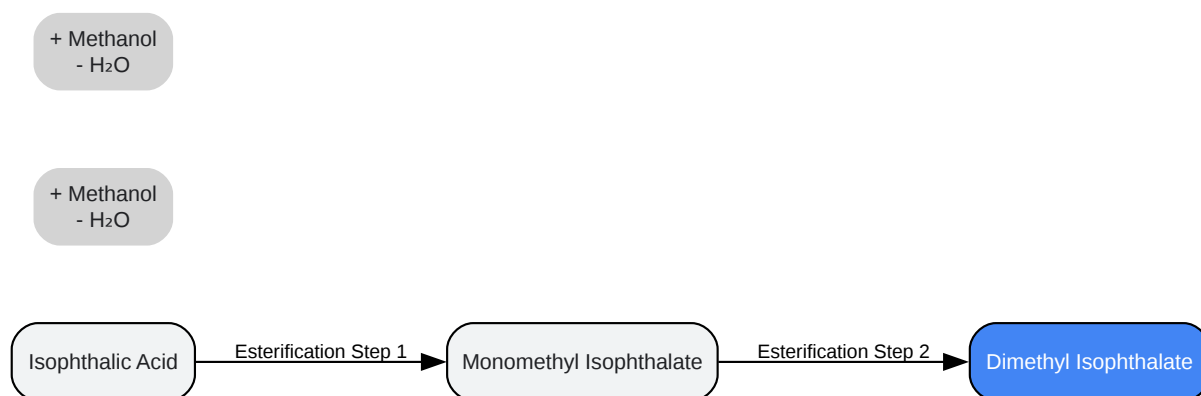 + Methanol
- H₂O
+ Methanol
- H₂O
Isophthalic Acid
Esterification Step 1
Monomethyl Isophthalate
Esterification Step 2
Dimethyl Isophthalate